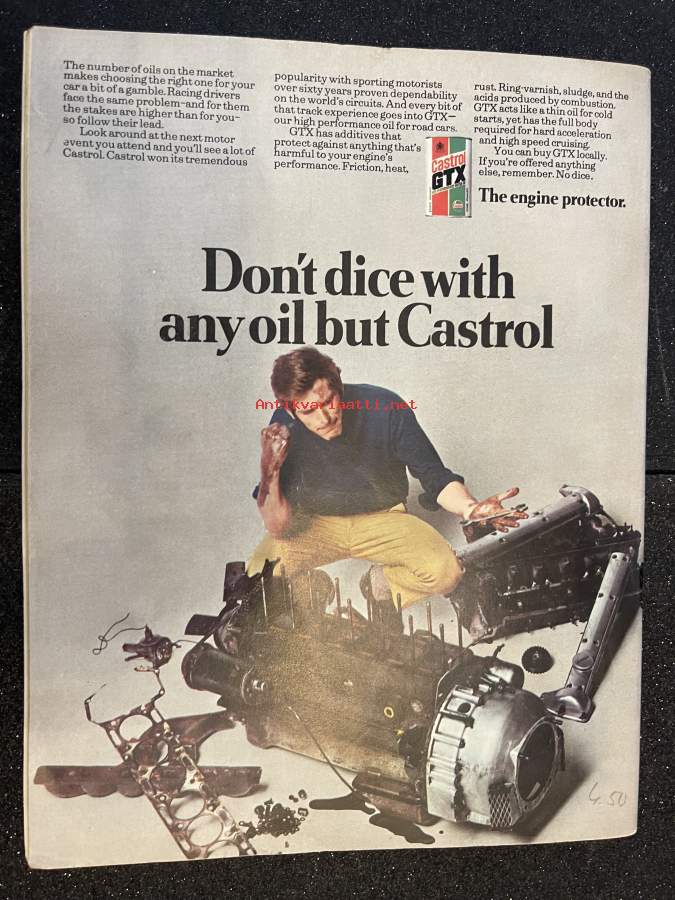 The number of oils on the market
makes choosing the right one for your
car a bit of a gamble. Racing drivers
face the same problem–and for them
the stakes are higher than for you–
so follow their lead.
Look around at the next motor
event you attend and you'll see a lot of
Castrol. Castrol won its tremendous
popularity with sporting motorists
over sixty years proven dependability
on the world's circuits. And every bit of
that track experience goes into GTX—
our high performance oil for road cars.
GTX has additives that
protect against anything that's
harmful to your engine's
performance. Friction, heat,
rust. Ring-varnish, sludge, and the
acids produced by combustion.
GTX acts like a thin oil for cold
starts, yet has the full body
required for hard acceleration
and high speed cruising.
You can buy GTX locally.
If you're offered anything
else, remember. No dice.
Castrol
GTX
The engine protector.
Don't dice with
any oil but Castrol
Antikvariaatti.net
4.50